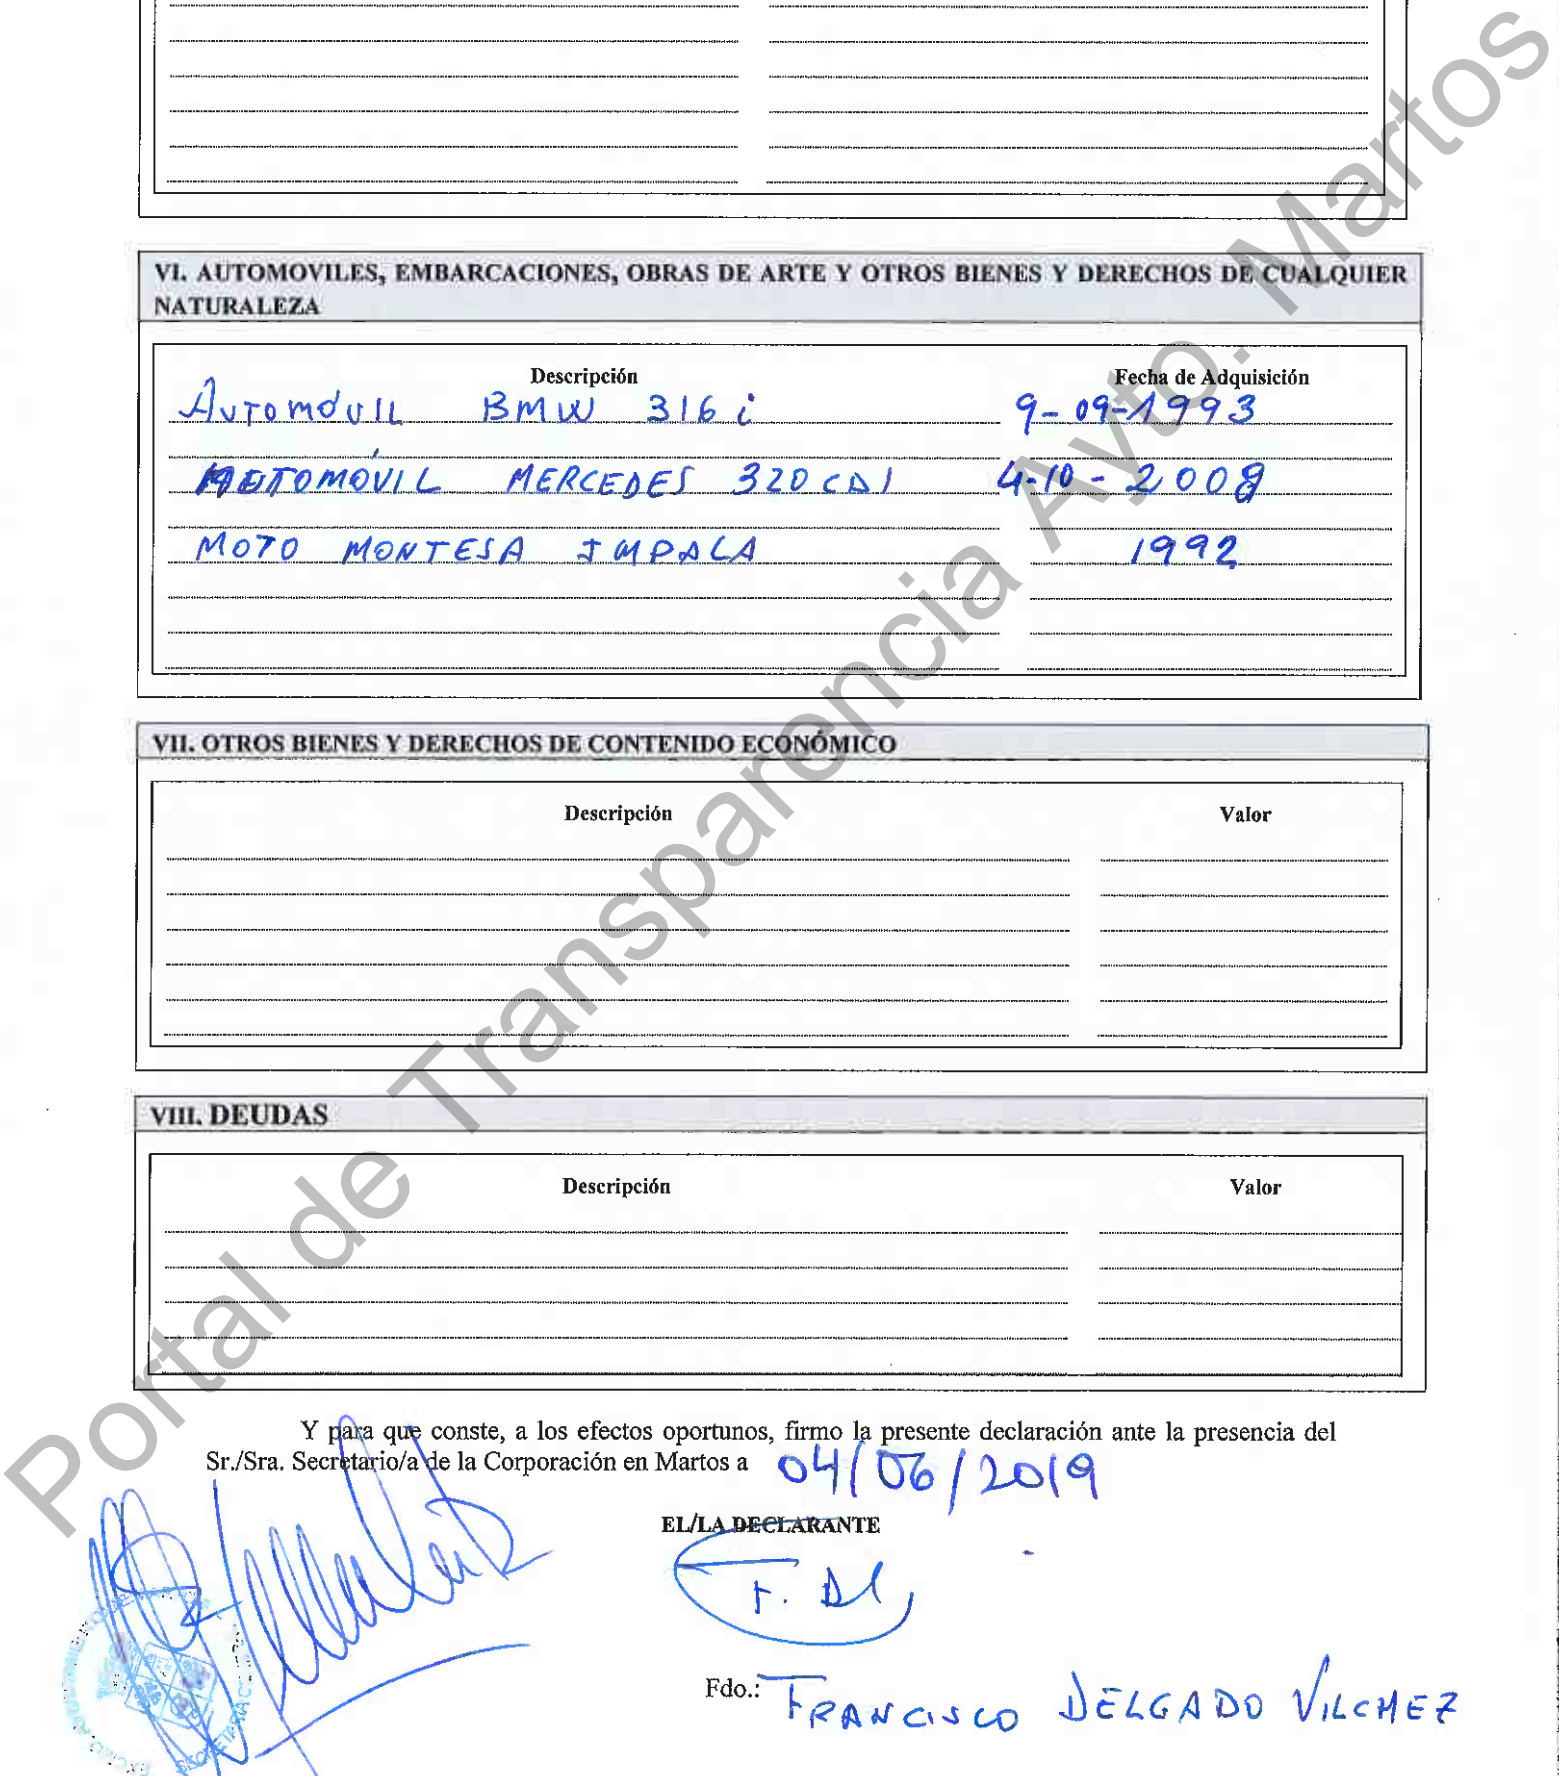 VI. AUTOMOVILES, EMBARCACIONES, OBRAS DE ARTE Y OTROS BIENES Y DERECHOS DE CUALQUIER
NATURALEZA
Descripción Fecha de Adquisición
AUTOMÓVIL BMW 316 i 9-09-1993
AUTOMÓVIL MERCEDES 320 CDI 4-10-2008
MOTO MONTESA IMPALA 1992
VII. OTROS BIENES Y DERECHOS DE CONTENIDO ECONÓMICO
Descripción Valor
VIII. DEUDAS
Descripción Valor
Y para que conste, a los efectos oportunos, firmo la presente declaración ante la presencia del
Sr./Sra. Secretario/a de la Corporación en Martos a 04/06/2019
EL/LA DECLARANTE
F. Dl
Fdo.: FRANCISCO DELGADO VILCHEZ
Portal de Transparencia Ayto. Martos